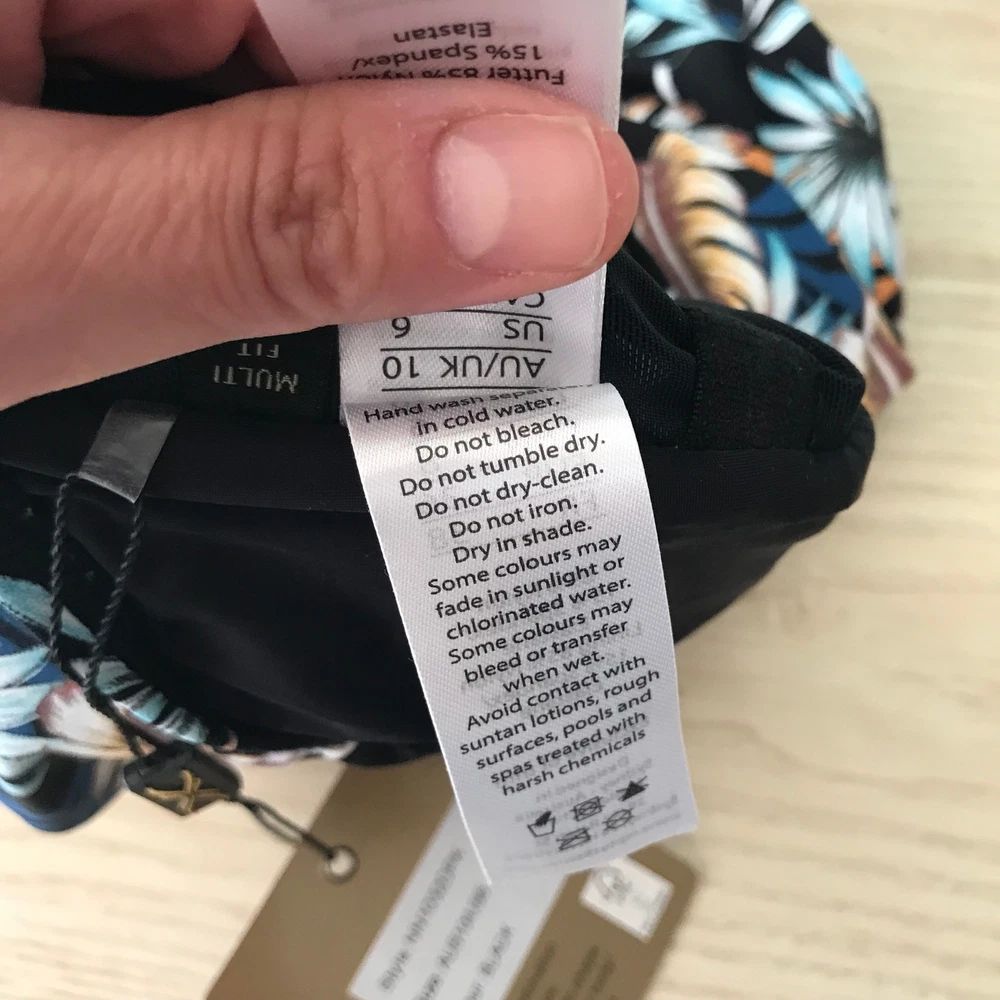 Futter 85% Nylon
15% Spandex/
Elastan
AU/UK 10
US 6
MULTI
FIT
Hand wash
in cold water.
Do not bleach.
Do not tumble dry.
Do not dry-clean.
Do not iron.
Dry in shade.
Some colours may
fade in sunlight or
chlorinated water.
Some colours may
bleed or transfer
when wet.
Avoid contact with
suntan lotions, rough
surfaces, pools and
spas treated with
harsh chemicals
BLACK